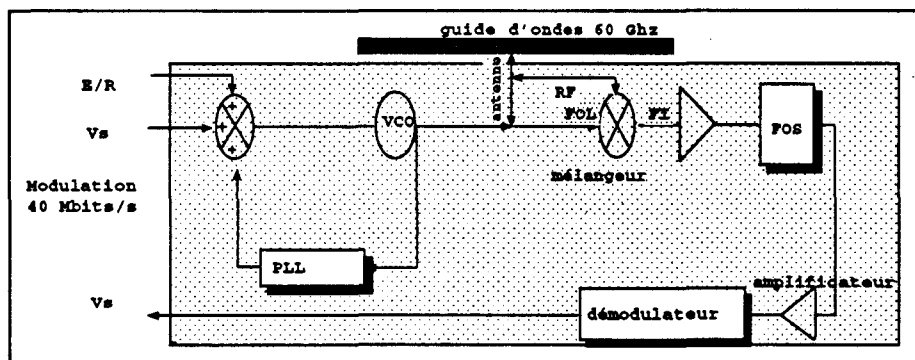 guide d'ondes 60 Ghz
antenne
E/R
RF
VCO
FOL
FI
FOS
Vs
mélangeur
Modulation
40 Mbits/s
PLL
amplificateur
Vs
démodulateur
+
+
+